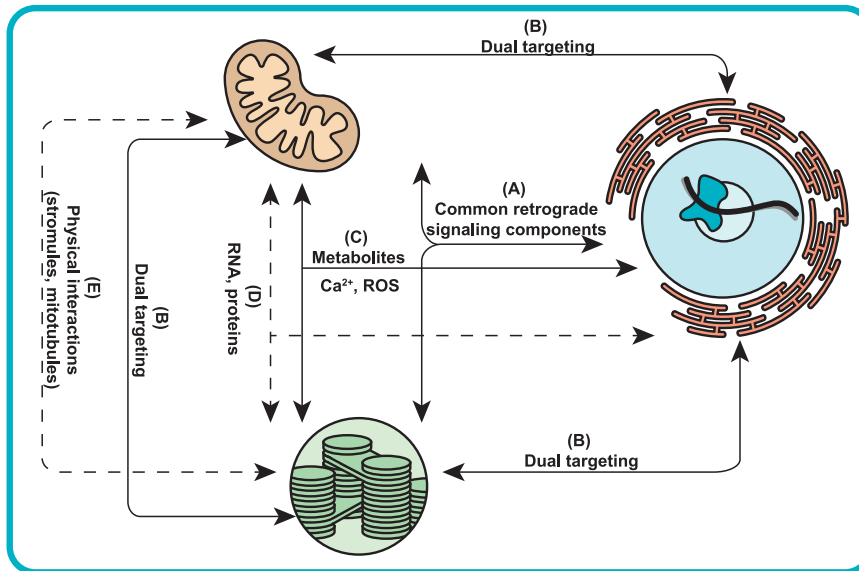 (B)
Dual targeting
(A)
Common retrograde
signaling components
(C)
Metabolites
Ca²⁺, ROS
(D)
RNA, proteins
(B)
Dual targeting
(E)
Physical interactions
(stromules, mitotubules)
(B)
Dual targeting